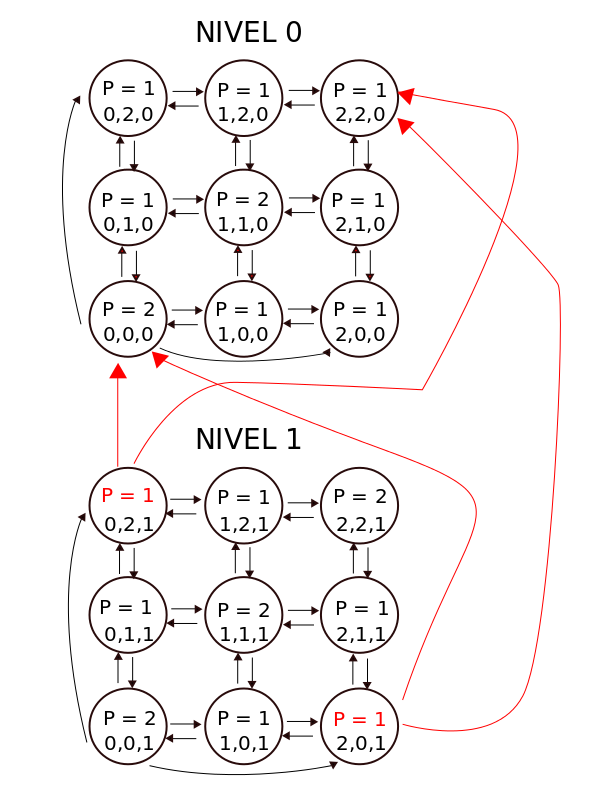 NIVEL 0
P = 1
0,2,0
P = 1
1,2,0
P = 1
2,2,0
P = 1
0,1,0
P = 2
1,1,0
P = 1
2,1,0
P = 2
0,0,0
P = 1
1,0,0
P = 1
2,0,0
NIVEL 1
P = 1
0,2,1
P = 1
1,2,1
P = 2
2,2,1
P = 1
0,1,1
P = 2
1,1,1
P = 1
2,1,1
P = 2
0,0,1
P = 1
1,0,1
P = 1
2,0,1